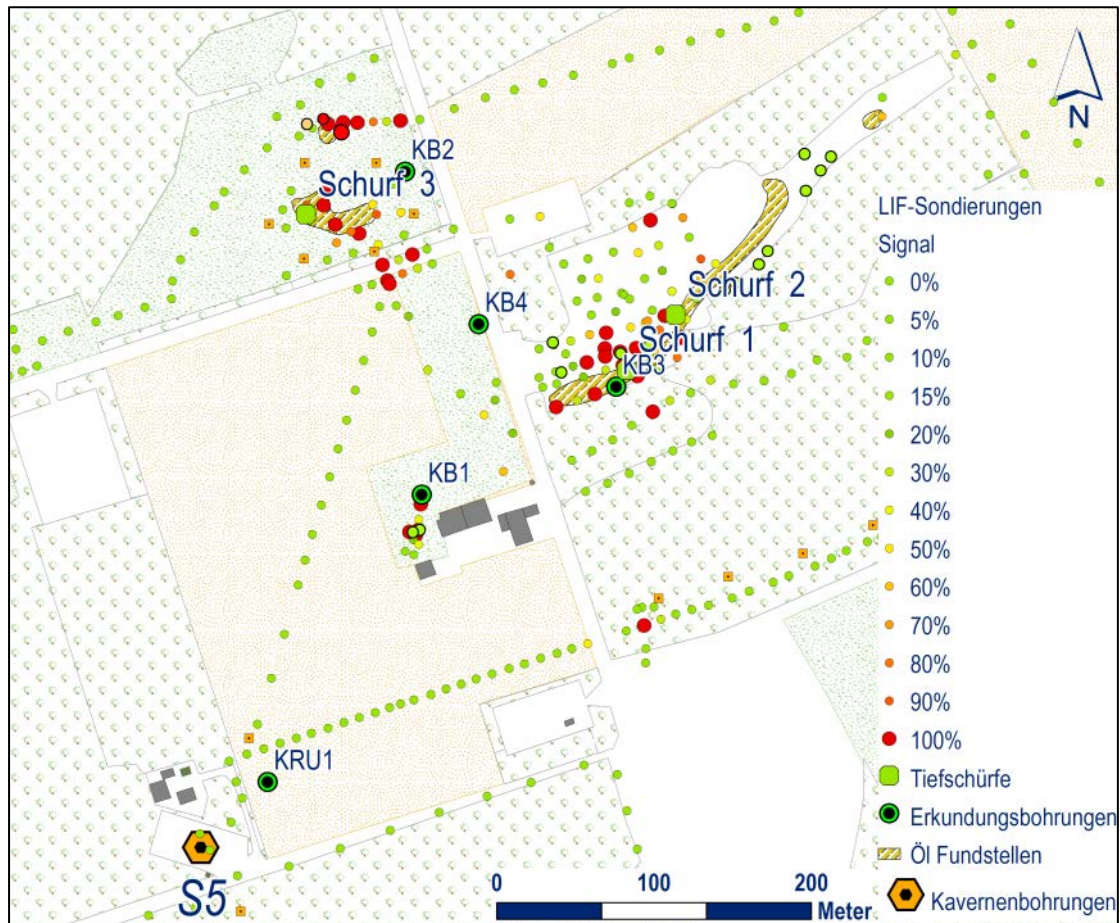 N
KB2
Schurf 3
KB4
Schurf 2
Schurf 1
KB3
KB1
KRU1
S5
LIF-Sondierungen
Signal
0%
5%
10%
15%
20%
30%
40%
50%
60%
70%
80%
90%
100%
Tiefschürfe
Erkundungsbohrungen
Öl Fundstellen
Kavernenbohrungen
0 100 200
Meter